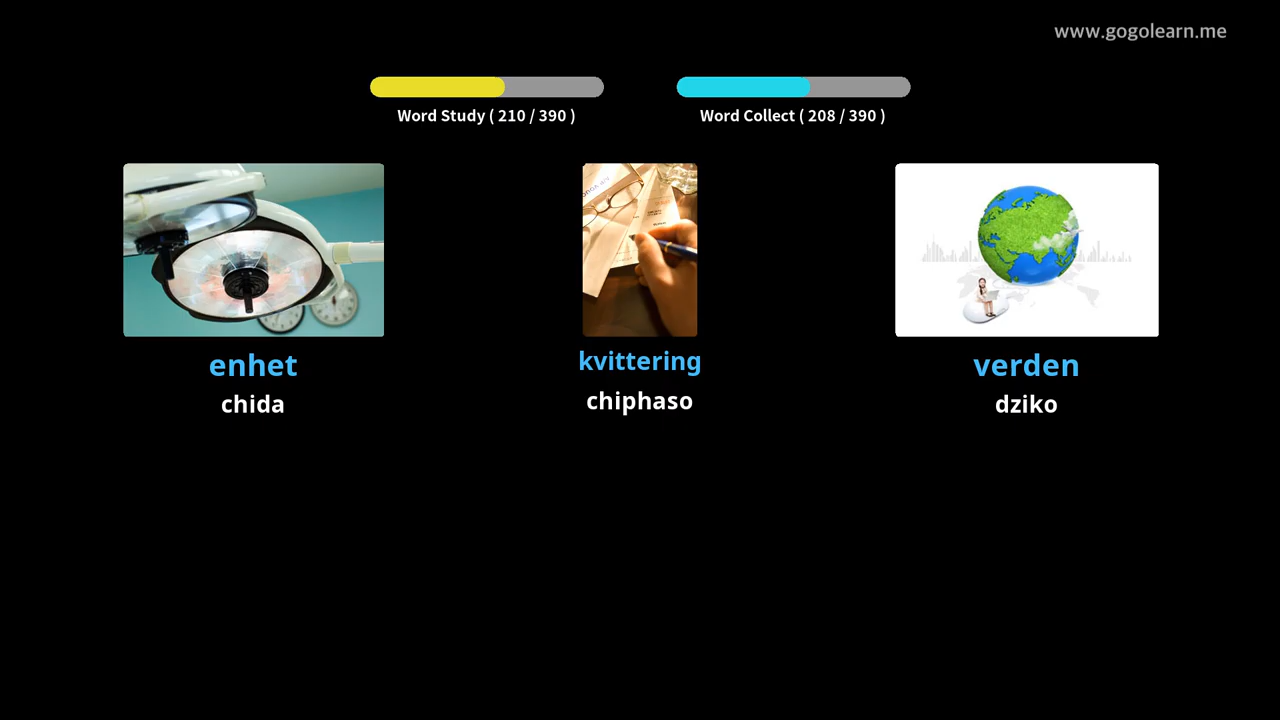 www.gogolearn.me
Word Study ( 210 / 390 )
Word Collect ( 208 / 390 )
enhet
chida
kvittering
chiphaso
verden
dziko